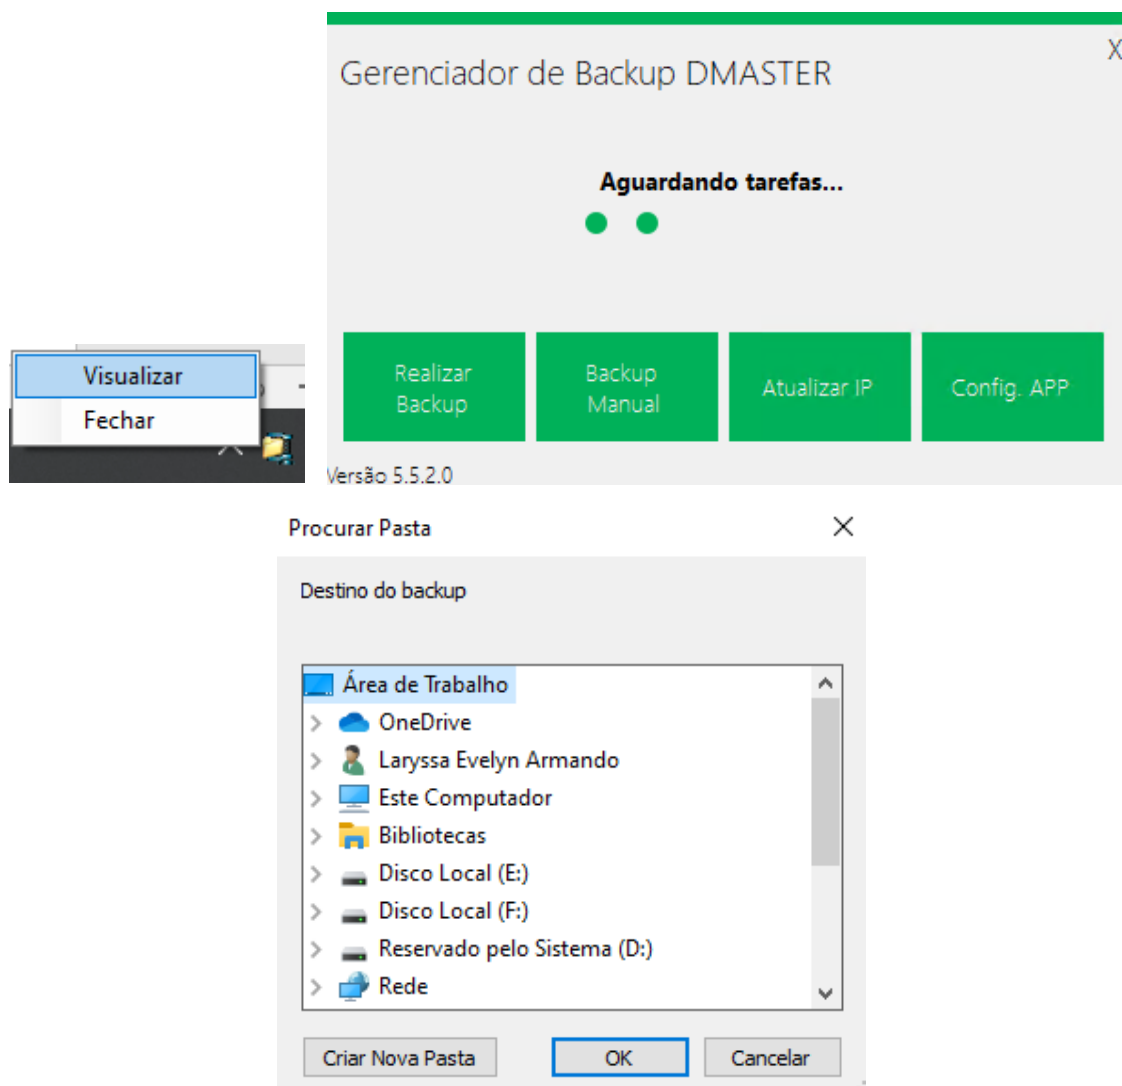 Gerenciador de Backup DMASTER
X
Aguardando tarefas...
Realizar
Backup
Backup
Manual
Atualizar IP
Config. APP
Versão 5.5.2.0
Visualizar
Fechar
Procurar Pasta
Destino do backup
Área de Trabalho
OneDrive
Laryssa Evelyn Armando
Este Computador
Bibliotecas
Disco Local (E:)
Disco Local (F:)
Reservado pelo Sistema (D:)
Rede
Criar Nova Pasta
OK
Cancelar